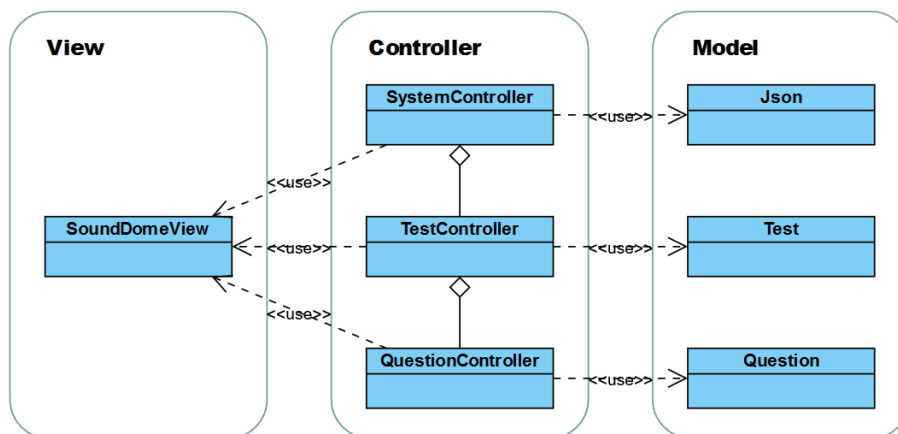 View
Controller
Model
SystemController
<<use>>
Json
<<use>>
SoundDomeView
<<use>>
TestController
<<use>>
Test
<<use>>
QuestionController
<<use>>
Question